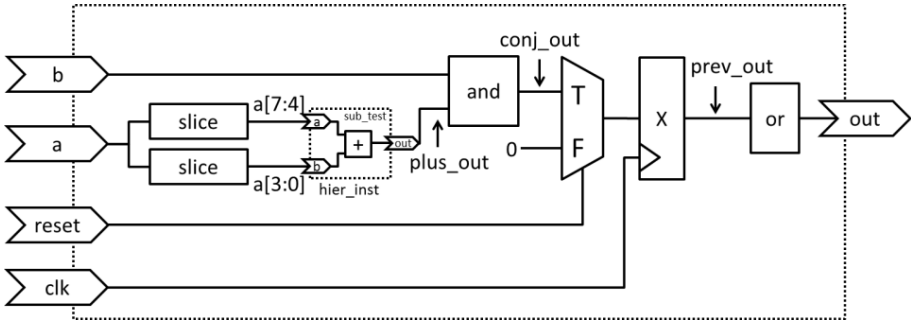 conj_out
b
and
T
X
prev_out
or
out
a[7:4]
sub_test
slice
a
+
out
a
slice
b
0
F
plus_out
a[3:0]
hier_inst
reset
clk